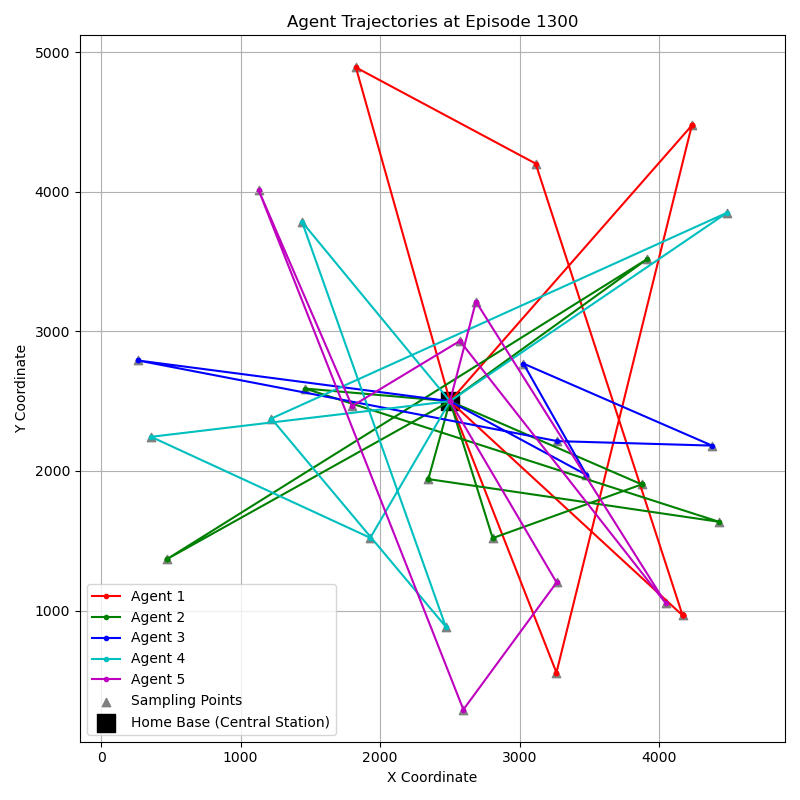 Agent Trajectories at Episode 1300
5000
4000
3000
2000
1000
Y Coordinate
0 1000 2000 3000 4000
X Coordinate
Agent 1
Agent 2
Agent 3
Agent 4
Agent 5
Sampling Points
Home Base (Central Station)